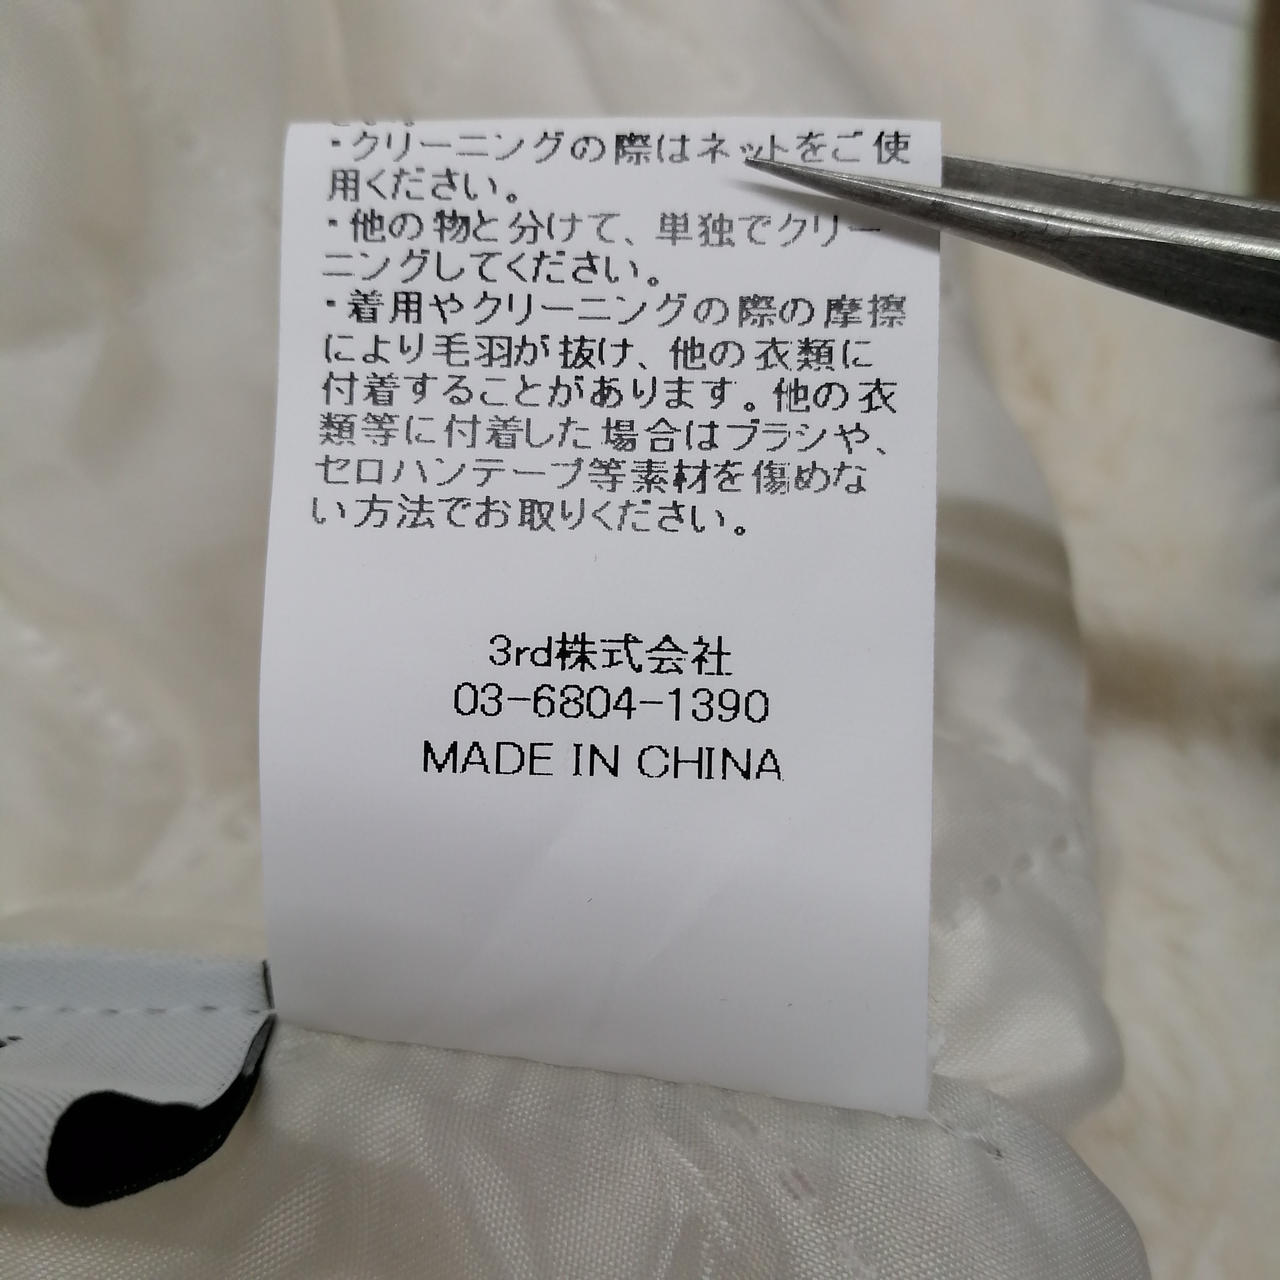 ・クリーニングの際はネットをご使
用ください。
・他の物と分けて、単独でクリー
ニングしてください。
・着用やクリーニングの際の摩擦
により毛羽が抜け、他の衣類に
付着することがあります。他の衣
類等に付着した場合はブラシや、
セロハンテープ等素材を傷めな
い方法でお取りください。
3rd株式会社
03-6804-1390
MADE IN CHINA